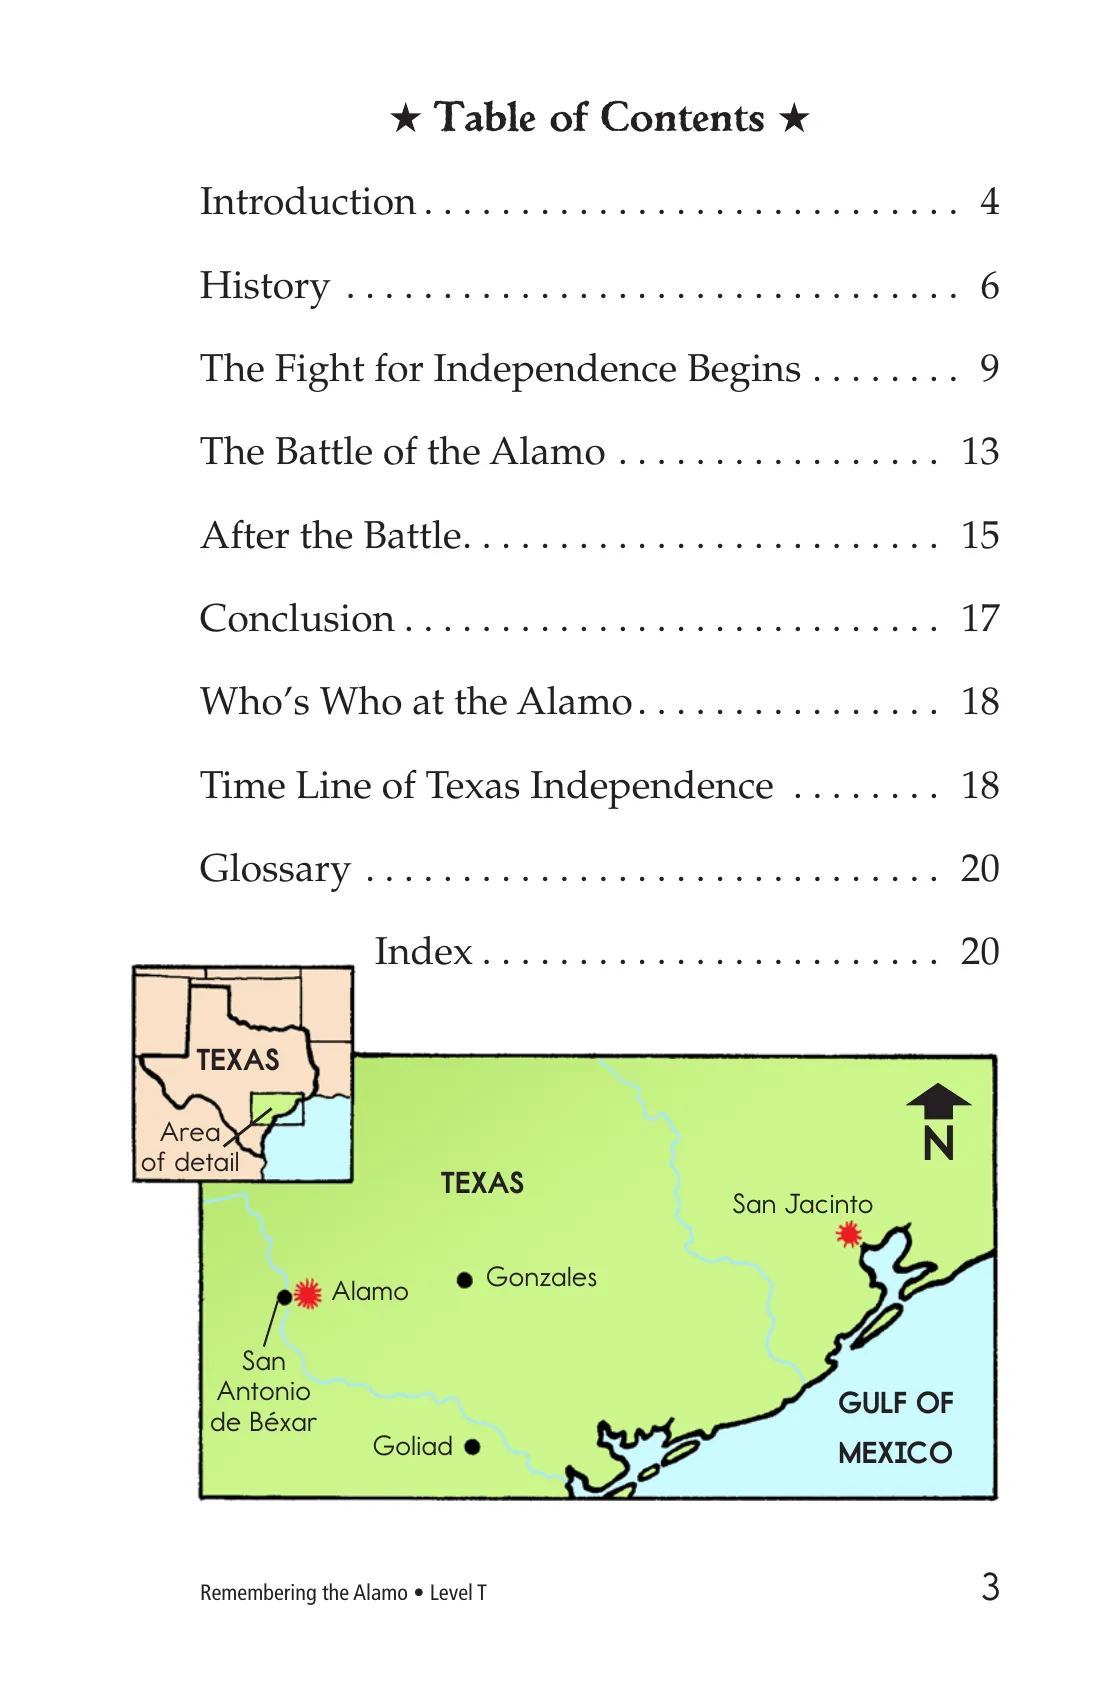 ★ Table of Contents ★
Introduction . . . . . . . . . . . . . . . . . . . . . . . . . . . . 4
History . . . . . . . . . . . . . . . . . . . . . . . . . . . . . . . . 6
The Fight for Independence Begins . . . . . . . . 9
The Battle of the Alamo . . . . . . . . . . . . . . . . . 13
After the Battle. . . . . . . . . . . . . . . . . . . . . . . . . 15
Conclusion . . . . . . . . . . . . . . . . . . . . . . . . . . . . 17
Who’s Who at the Alamo . . . . . . . . . . . . . . . . 18
Time Line of Texas Independence . . . . . . . . 18
Glossary . . . . . . . . . . . . . . . . . . . . . . . . . . . . . . 20
Index . . . . . . . . . . . . . . . . . . . . . . . . 20
TEXAS
Area
of detail
N
TEXAS
San Jacinto
Gonzales
Alamo
San
Antonio
de Béxar
Goliad
GULF OF
MEXICO
Remembering the Alamo • Level T
3